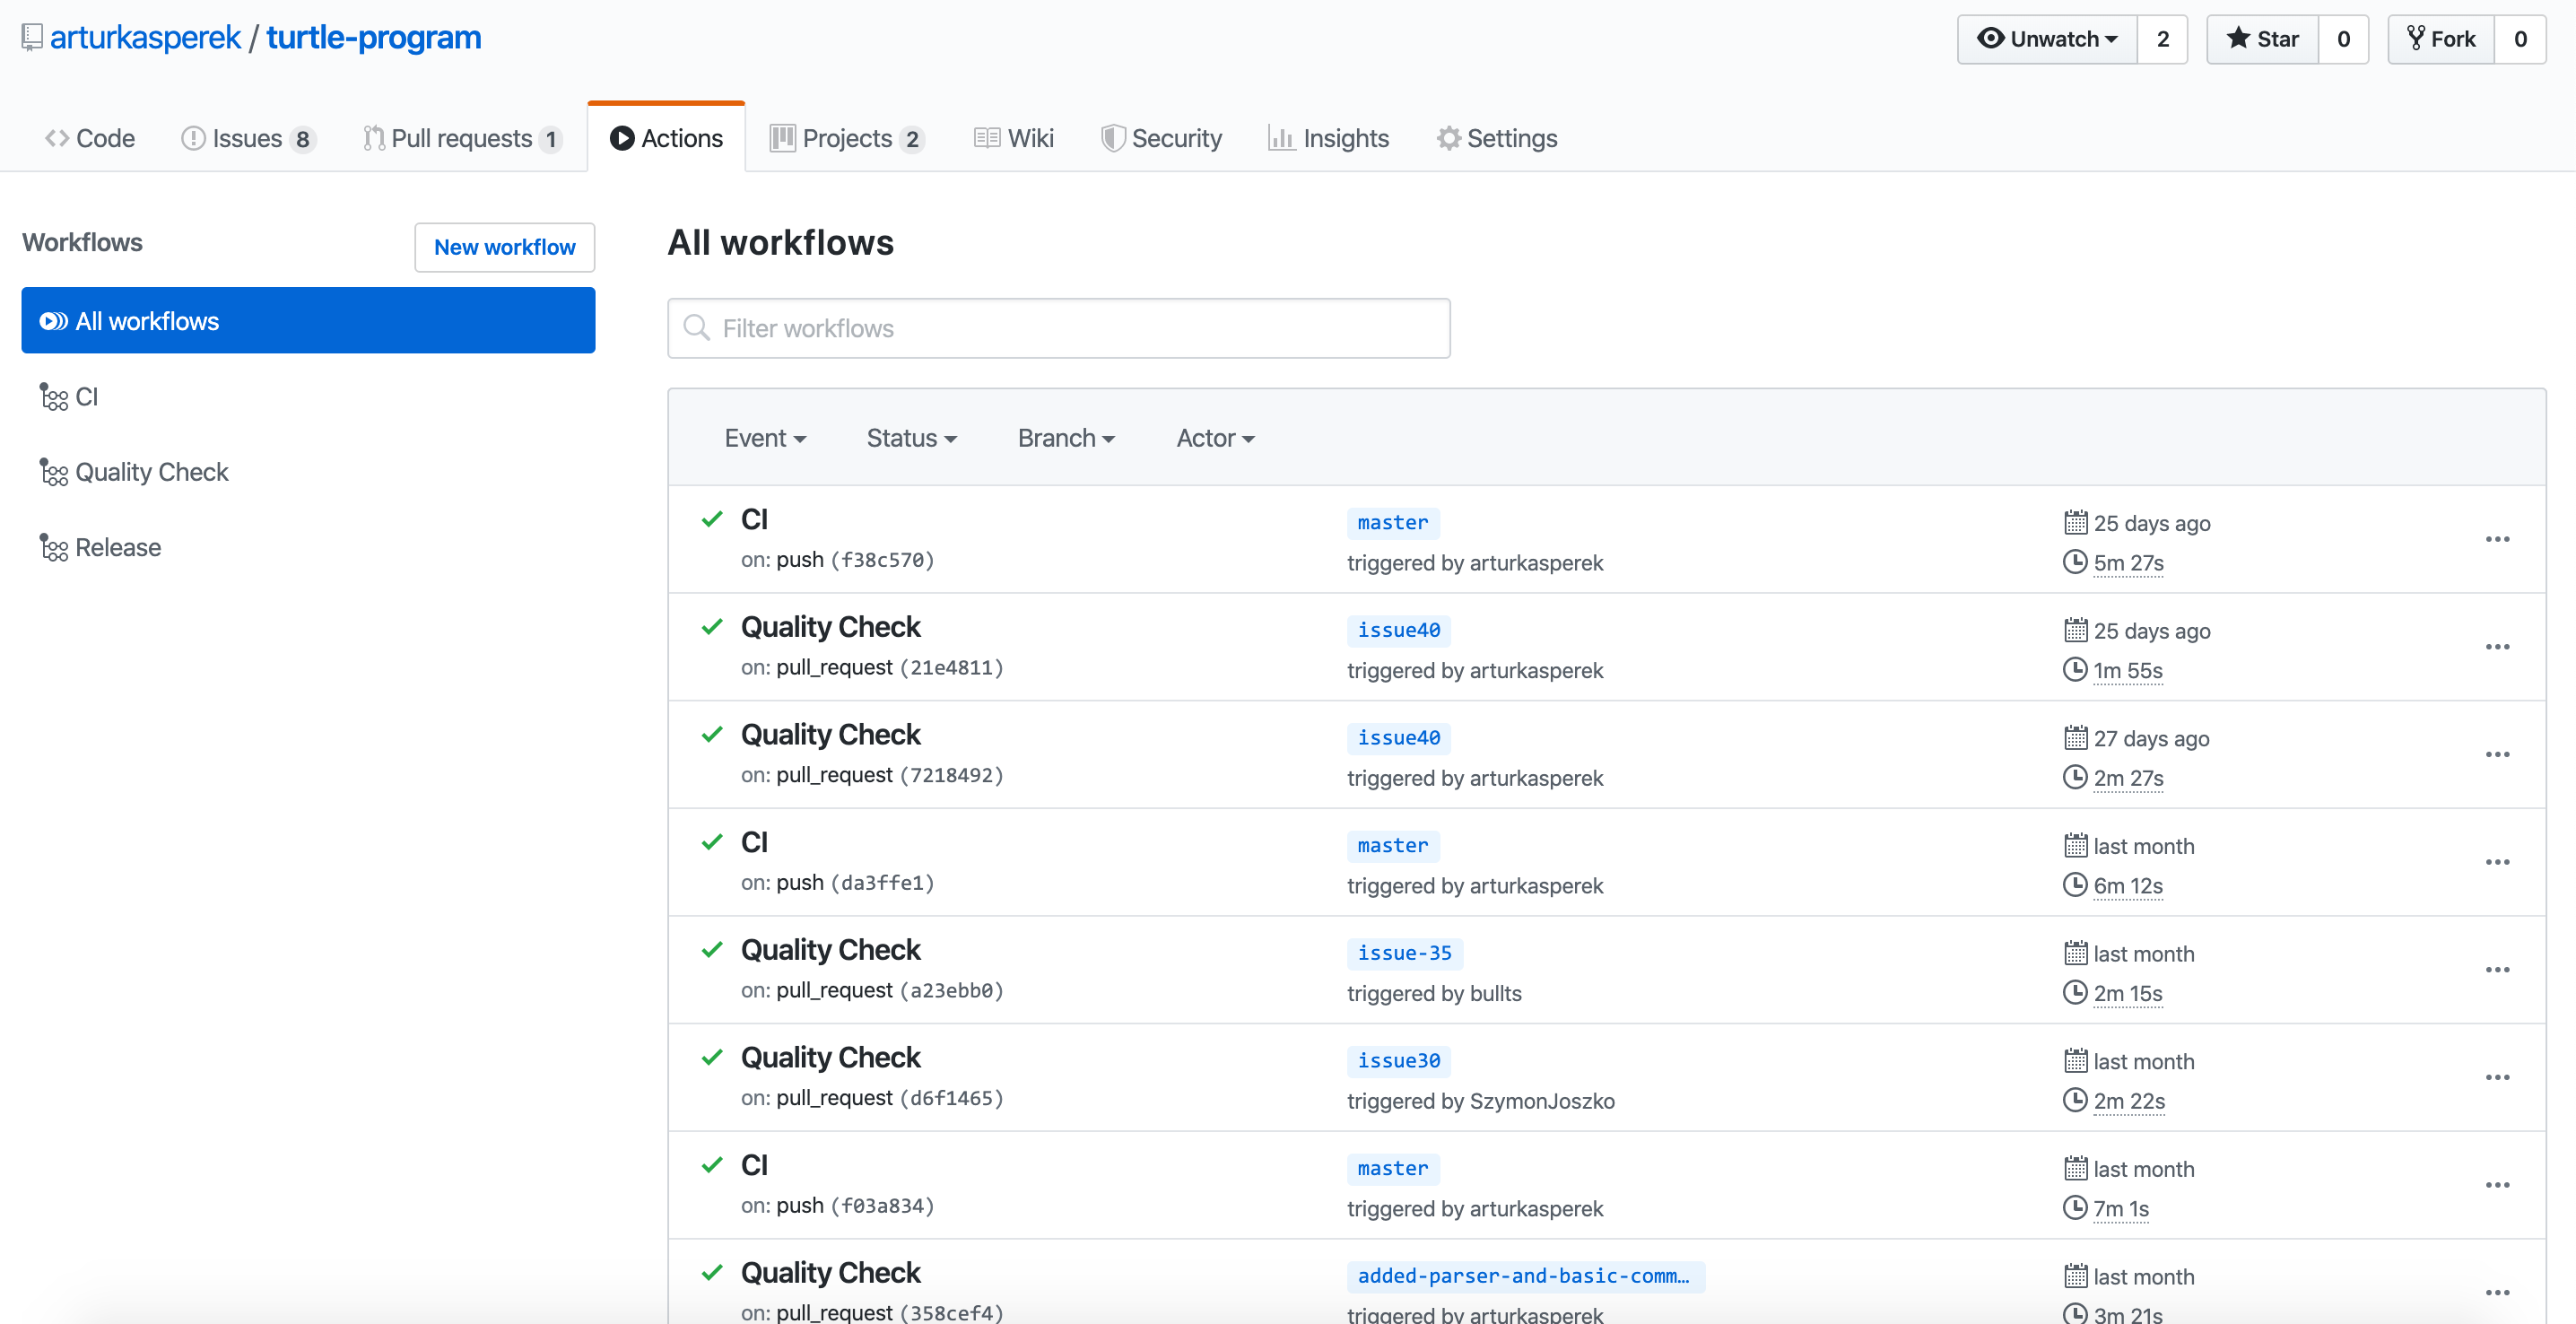 arturkasperek / turtle-program
Unwatch 2 Star 0 Fork 0
Code Issues 8 Pull requests 1 Actions Projects 2 Wiki Security Insights Settings
Workflows
New workflow
All workflows
CI
Quality Check
Release
All workflows
Filter workflows
Event Status Branch Actor
CI
on: push (f38c570)
master
triggered by arturkasperek
25 days ago
5m 27s
Quality Check
on: pull_request (21e4811)
issue40
triggered by arturkasperek
25 days ago
1m 55s
Quality Check
on: pull_request (7218492)
issue40
triggered by arturkasperek
27 days ago
2m 27s
CI
on: push (da3ffe1)
master
triggered by arturkasperek
last month
6m 12s
Quality Check
on: pull_request (a23ebb0)
issue-35
triggered by bullts
last month
2m 15s
Quality Check
on: pull_request (d6f1465)
issue30
triggered by SzymonJoszko
last month
2m 22s
CI
on: push (f03a834)
master
triggered by arturkasperek
last month
7m 1s
Quality Check
on: pull_request (358cef4)
added-parser-and-basic-comm…
triggered by arturkasperek
last month
3m 21s